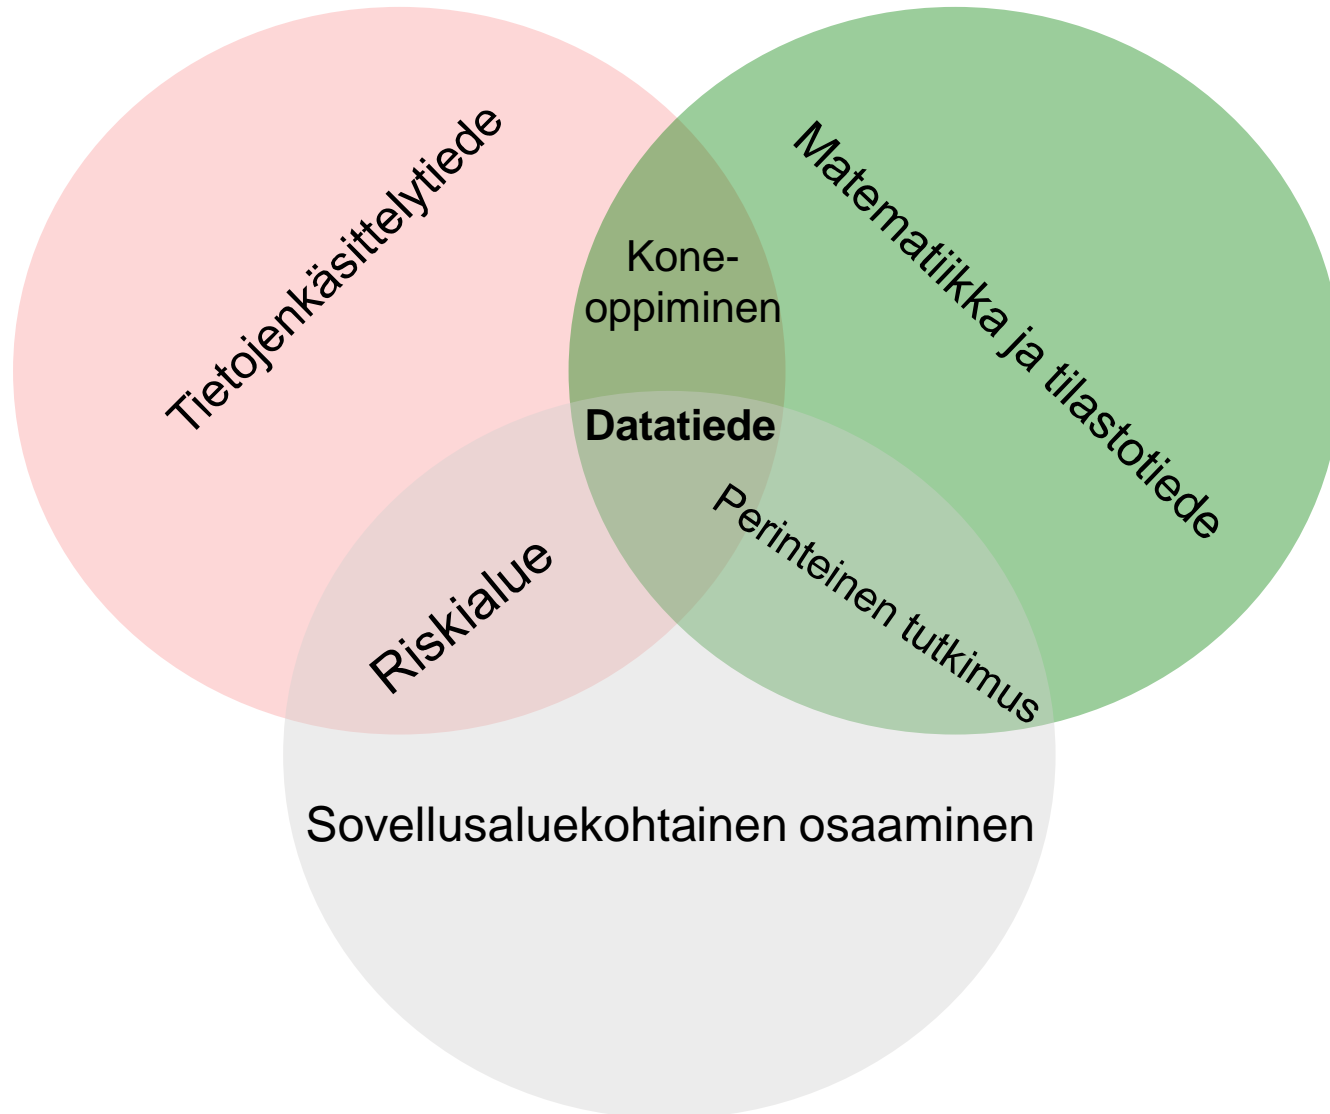 Tietojenkäsittelytiede
Matematiikka ja tilastotiede
Kone-
oppiminen
Datatiede
Perinteinen tutkimus
Riskialue
Sovellusaluekohtainen osaaminen